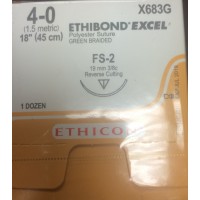 4-0
(1.5 metric)
18" (45 cm)
ETHIBOND* EXCEL*
Polyester Suture
GREEN BRAIDED
X683G
FS-2
19 mm 3/8c
Reverse Cutting
1 DOZEN
ETHICON